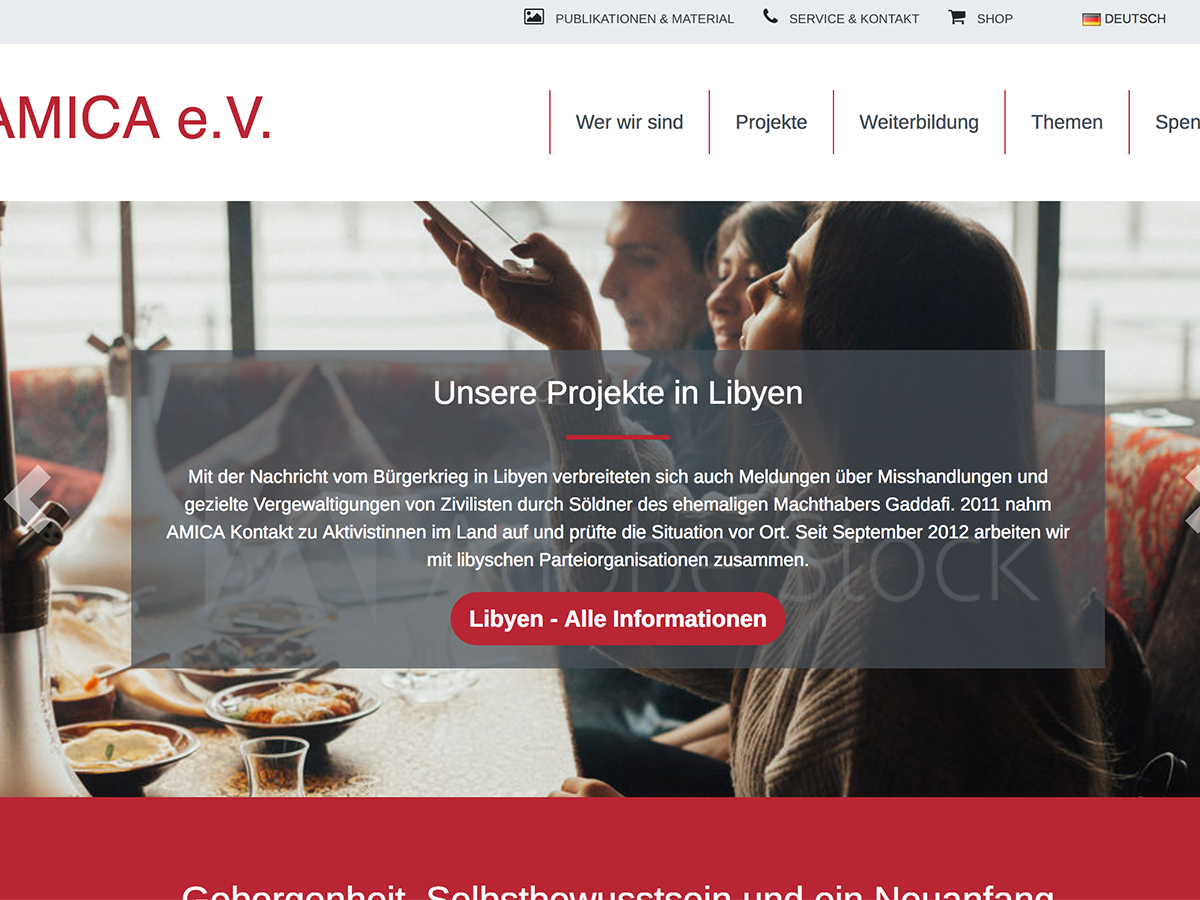 PUBLIKATIONEN & MATERIAL SERVICE & KONTAKT SHOP DEUTSCH
AMICA e.V.
Wer wir sind Projekte Weiterbildung Themen Spen
Unsere Projekte in Libyen
Mit der Nachricht vom Bürgerkrieg in Libyen verbreiteten sich auch Meldungen über Misshandlungen und
gezielte Vergewaltigungen von Zivilisten durch Söldner des ehemaligen Machthabers Gaddafi. 2011 nahm
AMICA Kontakt zu Aktivistinnen im Land auf und prüfte die Situation vor Ort. Seit September 2012 arbeiten wir
mit libyschen Parteiorganisationen zusammen.
Adobe Stock
Libyen - Alle Informationen
Geborgenheit, Selbstbewusstsein und ein Neuanfang